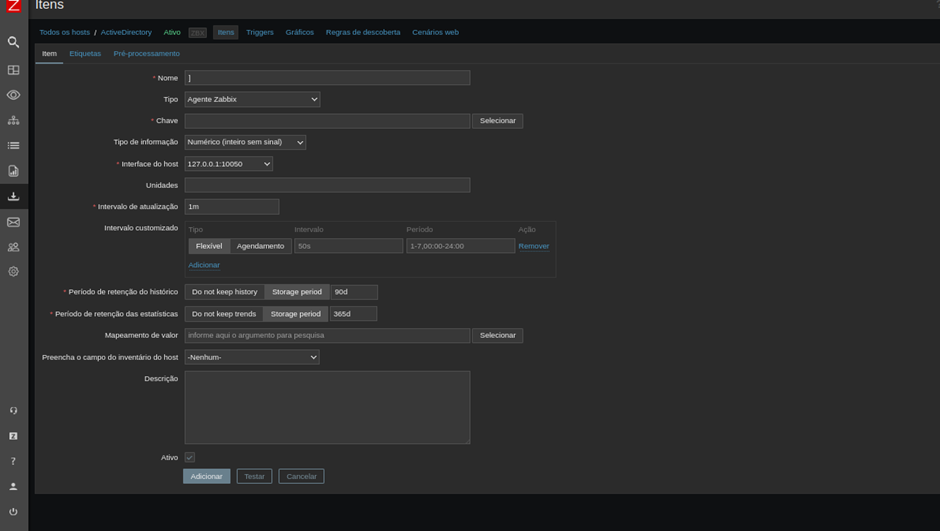 Z
Itens
Todos os hosts / ActiveDirectory Ativo ZBX Itens Triggers Gráficos Regras de descoberta Cenários web
Item Etiquetas Pré-processamento
* Nome ]
Tipo Agente Zabbix
* Chave Selecionar
Tipo de informação Numérico (inteiro sem sinal)
* Interface do host 127.0.0.1:10050
Unidades
* Intervalo de atualização 1m
Intervalo customizado Tipo Intervalo Período Ação
Flexível Agendamento 50s 1-7,00:00-24:00 Remover
Adicionar
* Período de retenção do histórico Do not keep history Storage period 90d
* Período de retenção das estatísticas Do not keep trends Storage period 365d
Mapeamento de valor informe aqui o argumento para pesquisa Selecionar
Preencha o campo do inventário do host -Nenhum-
Descrição
Ativo
Z
?
Adicionar Testar Cancelar